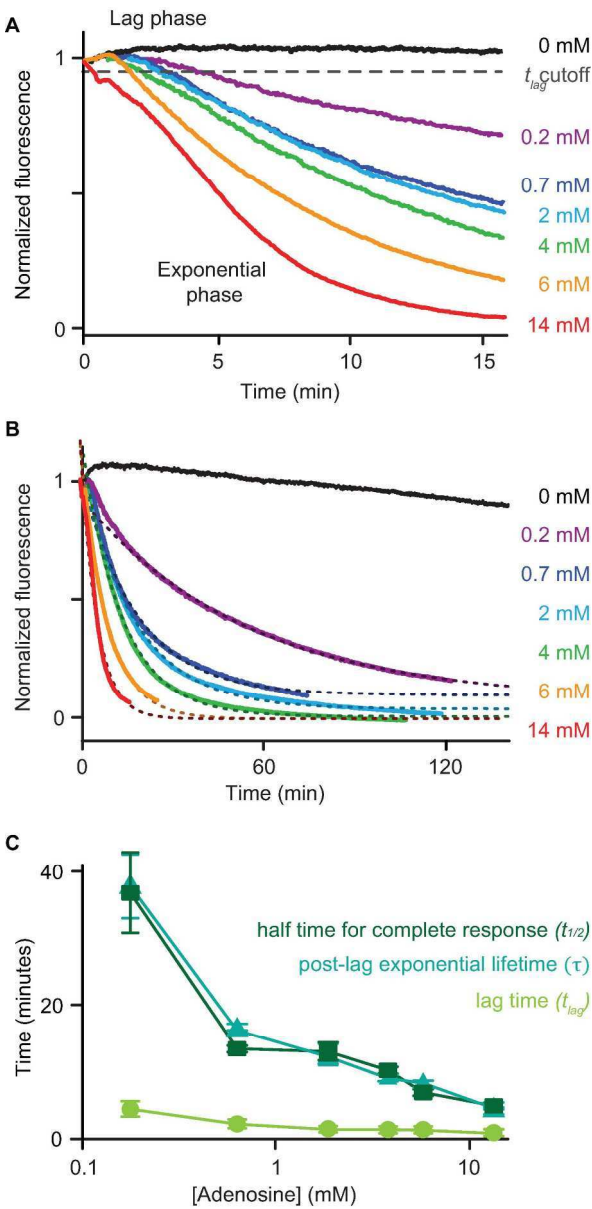 A
Lag phase
1
0 mM
t_lag cutoff
0.2 mM
0.7 mM
2 mM
4 mM
6 mM
14 mM
Exponential
phase
Normalized fluorescence
0
0
5
10
15
Time (min)
B
1
0 mM
0.2 mM
0.7 mM
2 mM
4 mM
6 mM
14 mM
Normalized fluorescence
0
0
60
120
Time (min)
C
40
half time for complete response (t1/2)
post-lag exponential lifetime (τ)
lag time (t_lag)
20
Time (minutes)
0
0.1
1
10
[Adenosine] (mM)